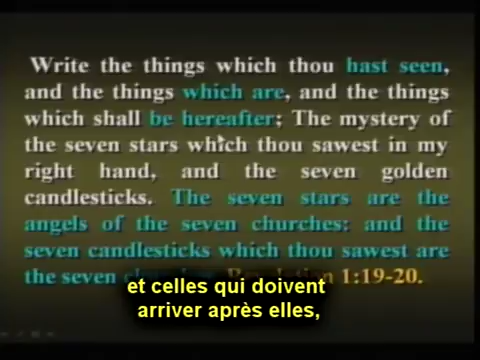 Write the things which thou hast seen,
and the things which are, and the things
which shall be hereafter; The mystery of
the seven stars which thou sawest in my
right hand, and the seven golden
candlesticks. The seven stars are the
angels of the seven churches: and the
seven candlesticks which thou sawest are
the seven 1:19-20.
et celles qui doivent
arriver après elles,